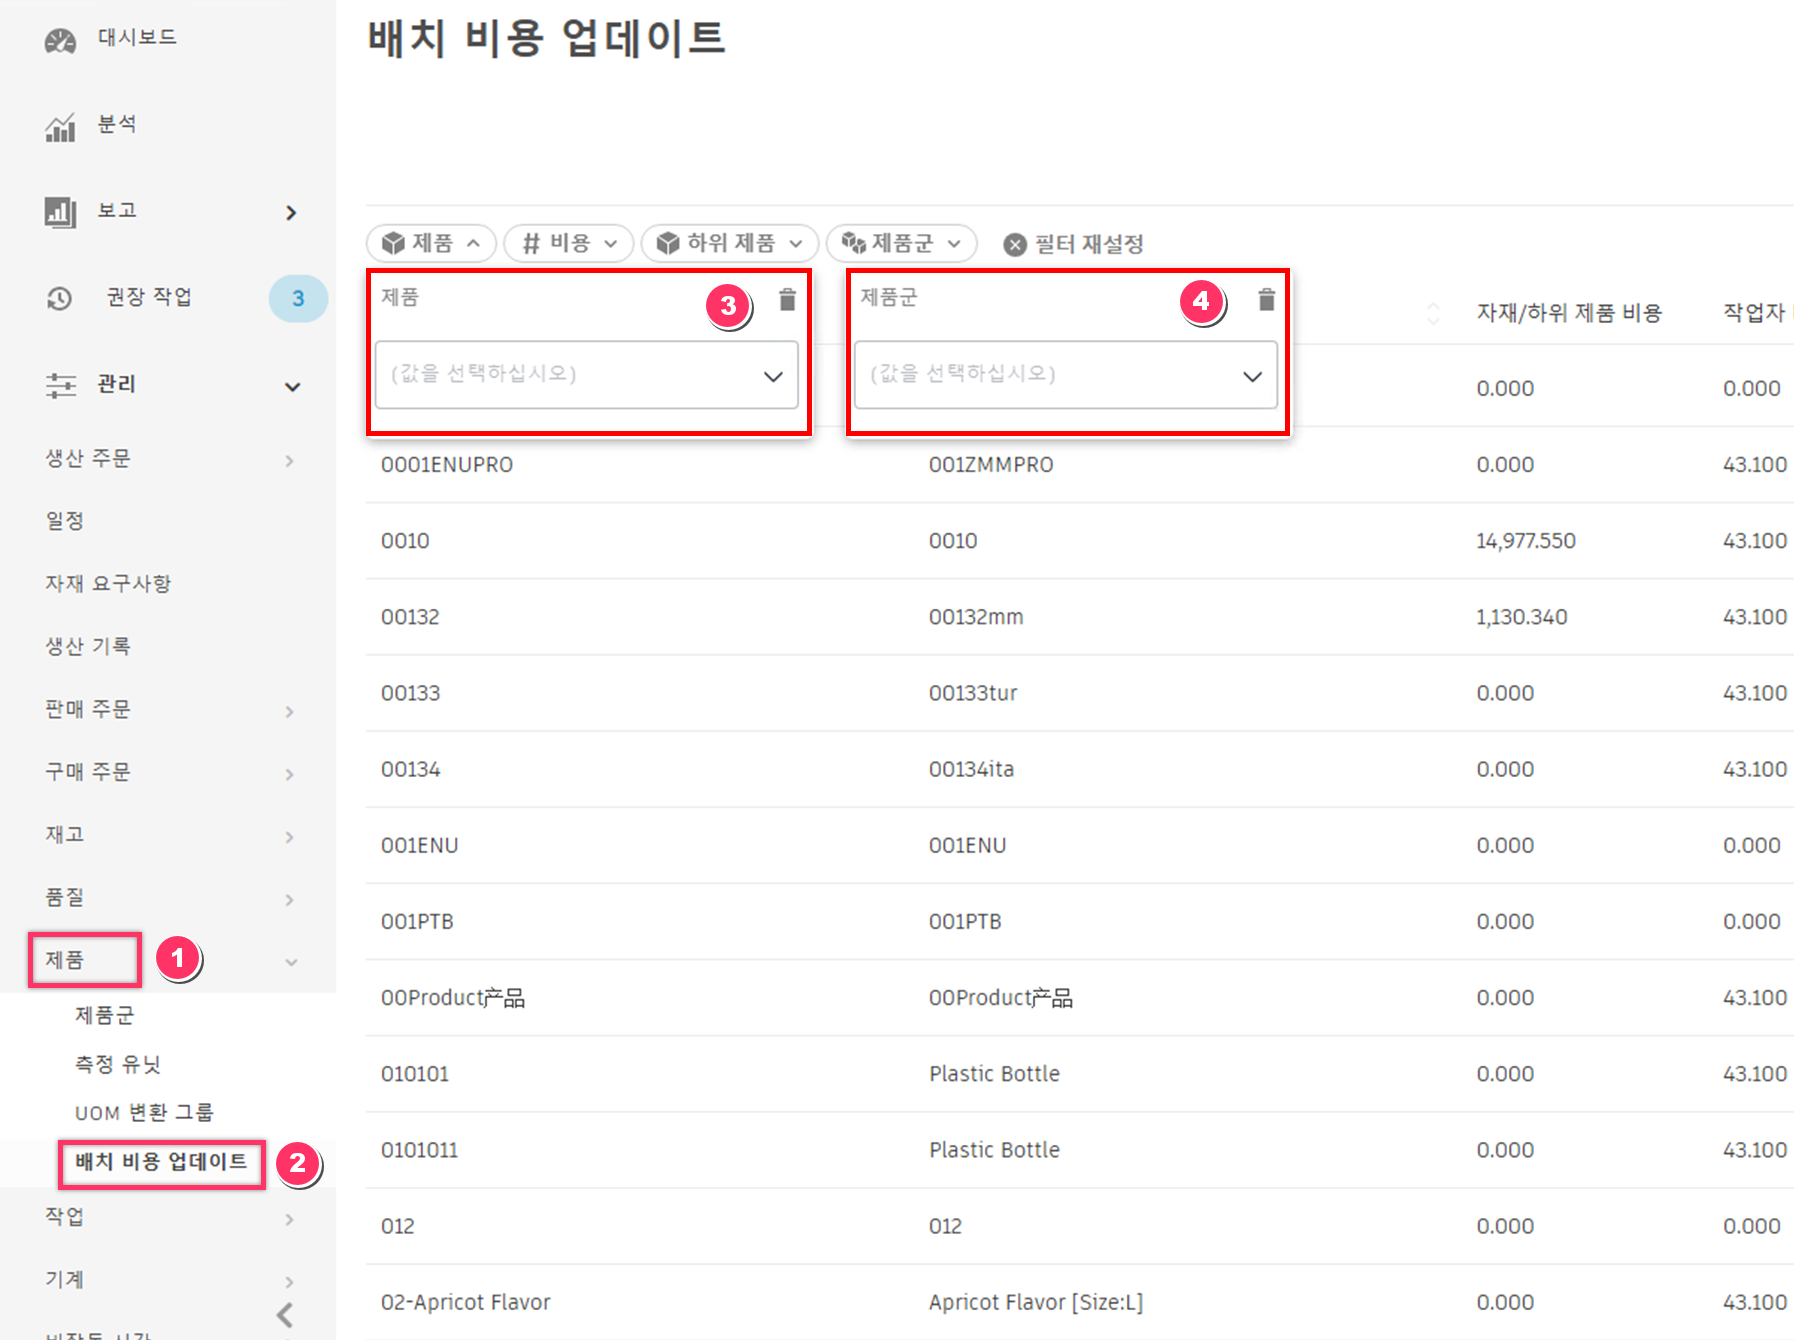 대시보드
분석
보고
권장 작업
3
관리
생산 주문
일정
자재 요구사항
생산 기록
판매 주문
구매 주문
재고
품질
제품
1
제품군
측정 유닛
UOM 변환 그룹
배치 비용 업데이트
2
작업
기계
배치 비용 업데이트
제품
# 비용
하위 제품
제품군
필터 재설정
제품
3
(값을 선택하십시오)
제품군
4
(값을 선택하십시오)
자재/하위 제품 비용 작업자
0.000 0.000
0001ENUPRO 001ZMMPRO 0.000 43.100
0010 0010 14,977.550 43.100
00132 00132mm 1,130.340 43.100
00133 00133tur 0.000 43.100
00134 00134ita 0.000 43.100
001ENU 001ENU 0.000 0.000
001PTB 001PTB 0.000 0.000
00Product产品 00Product产品 0.000 43.100
010101 Plastic Bottle 0.000 43.100
0101011 Plastic Bottle 0.000 43.100
012 012 0.000 0.000
02-Apricot Flavor Apricot Flavor [Size:L] 0.000 43.100